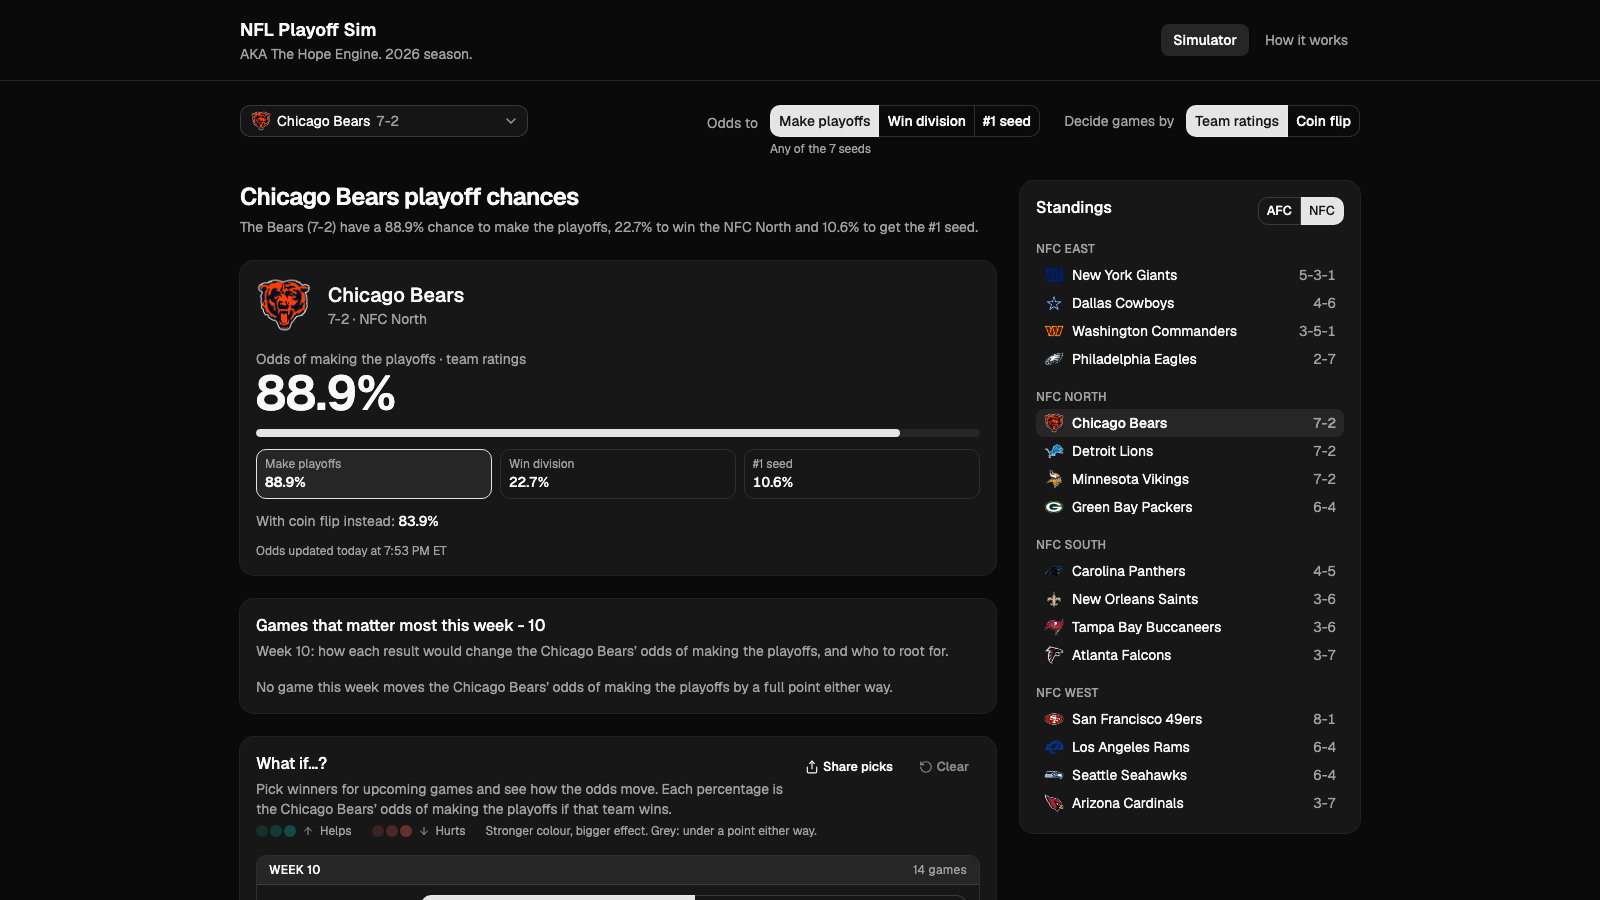 NFL Playoff Sim
AKA The Hope Engine. 2026 season.
Simulator
How it works
Chicago Bears 7-2
Odds to
Make playoffs
Win division
#1 seed
Any of the 7 seeds
Decide games by
Team ratings
Coin flip
Chicago Bears playoff chances
The Bears (7-2) have a 88.9% chance to make the playoffs, 22.7% to win the NFC North and 10.6% to get the #1 seed.
Chicago Bears
7-2 · NFC North
Odds of making the playoffs · team ratings
88.9%
Make playoffs
88.9%
Win division
22.7%
#1 seed
10.6%
With coin flip instead: 83.9%
Odds updated today at 7:53 PM ET
Games that matter most this week - 10
Week 10: how each result would change the Chicago Bears’ odds of making the playoffs, and who to root for.
No game this week moves the Chicago Bears’ odds of making the playoffs by a full point either way.
What if…?
Share picks
Clear
Pick winners for upcoming games and see how the odds move. Each percentage is
the Chicago Bears’ odds of making the playoffs if that team wins.
↑ Helps
↓ Hurts
Stronger colour, bigger effect. Grey: under a point either way.
WEEK 10
14 games
Standings
AFC
NFC
NFC EAST
New York Giants 5-3-1
Dallas Cowboys 4-6
Washington Commanders 3-5-1
Philadelphia Eagles 2-7
NFC NORTH
Chicago Bears 7-2
Detroit Lions 7-2
Minnesota Vikings 7-2
Green Bay Packers 6-4
NFC SOUTH
Carolina Panthers 4-5
New Orleans Saints 3-6
Tampa Bay Buccaneers 3-6
Atlanta Falcons 3-7
NFC WEST
San Francisco 49ers 8-1
Los Angeles Rams 6-4
Seattle Seahawks 6-4
Arizona Cardinals 3-7